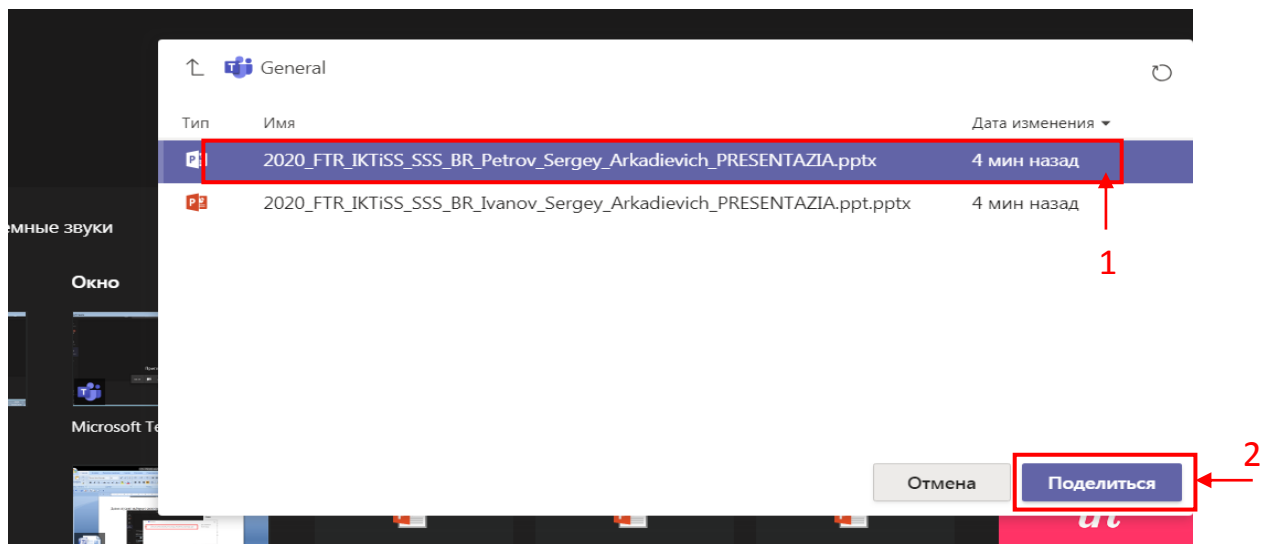 General
Тип Имя Дата изменения
2020_FTR_IKTiSS_SSS_BR_Petrov_Sergey_Arkadievich_PRESENTAZIA.pptx 4 мин назад
2020_FTR_IKTiSS_SSS_BR_Ivanov_Sergey_Arkadievich_PRESENTAZIA.ppt.pptx 4 мин назад
емные звуки
1
Окно
Microsoft Te
2
Отмена Поделиться